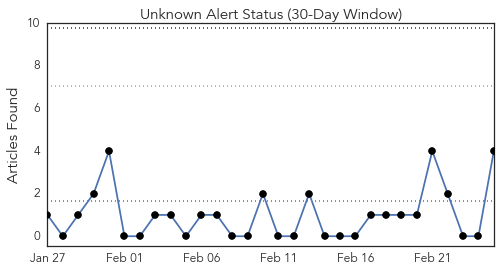 Unknown Alert Status (30-Day Window)
Articles Found
10
8
6
4
2
0
Jan 27
Feb 01
Feb 06
Feb 11
Feb 16
Feb 21